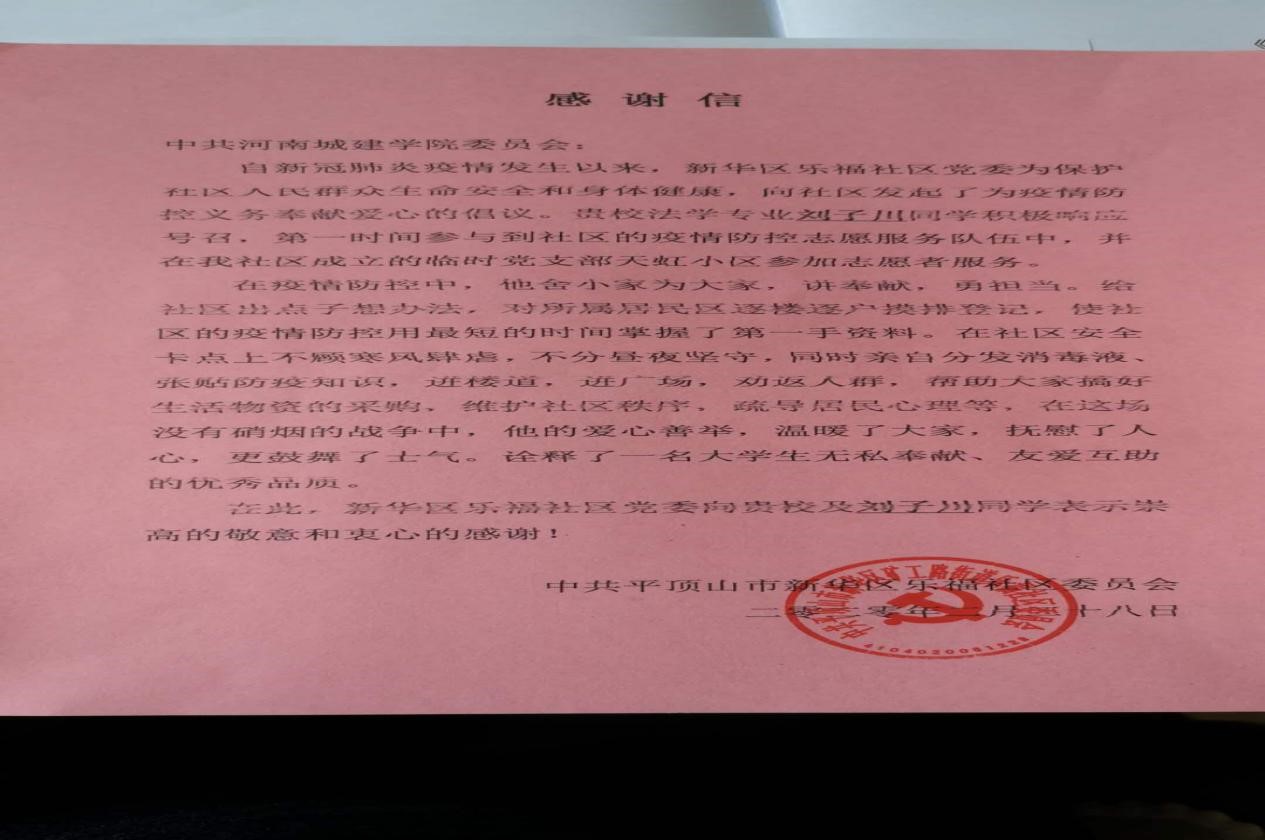 感谢信
中共河南城建学院委员会：
自新冠肺炎疫情发生以来，新华区乐福社区党委为保护
社区人民群众生命安全和身体健康，向社区发起了为疫情防
控义务奉献爱心的倡议。贵校法学专业刘子川同学积极响应
号召，第一时间参与到社区的疫情防控志愿服务队伍中，并
在我社区成立的临时党支部天虹小区参加志愿者服务。
在疫情防控中，他舍小家为大家，讲奉献，勇担当。给
社区出点子想办法，对所属居民区逐楼逐户摸排登记，使社
区的疫情防控用最短的时间掌握了第一手资料。在社区安全
卡点上不顾寒风肆虐，不分昼夜坚守，同时亲自分发消毒液、
张贴防疫知识，进楼道，进广场，劝返人群，帮助大家搞好
生活物资的采购，维护社区秩序，疏导居民心理等，在这场
没有硝烟的战争中，他的爱心善举，温暖了大家，抚慰了人
心，更鼓舞了士气。诠释了一名大学生无私奉献、友爱互助
的优秀品质。
在此，新华区乐福社区党委向贵校及刘子川同学表示崇
高的敬意和衷心的感谢！
中共平顶山市新华区乐福社区委员会
二零二零年二月二十八日